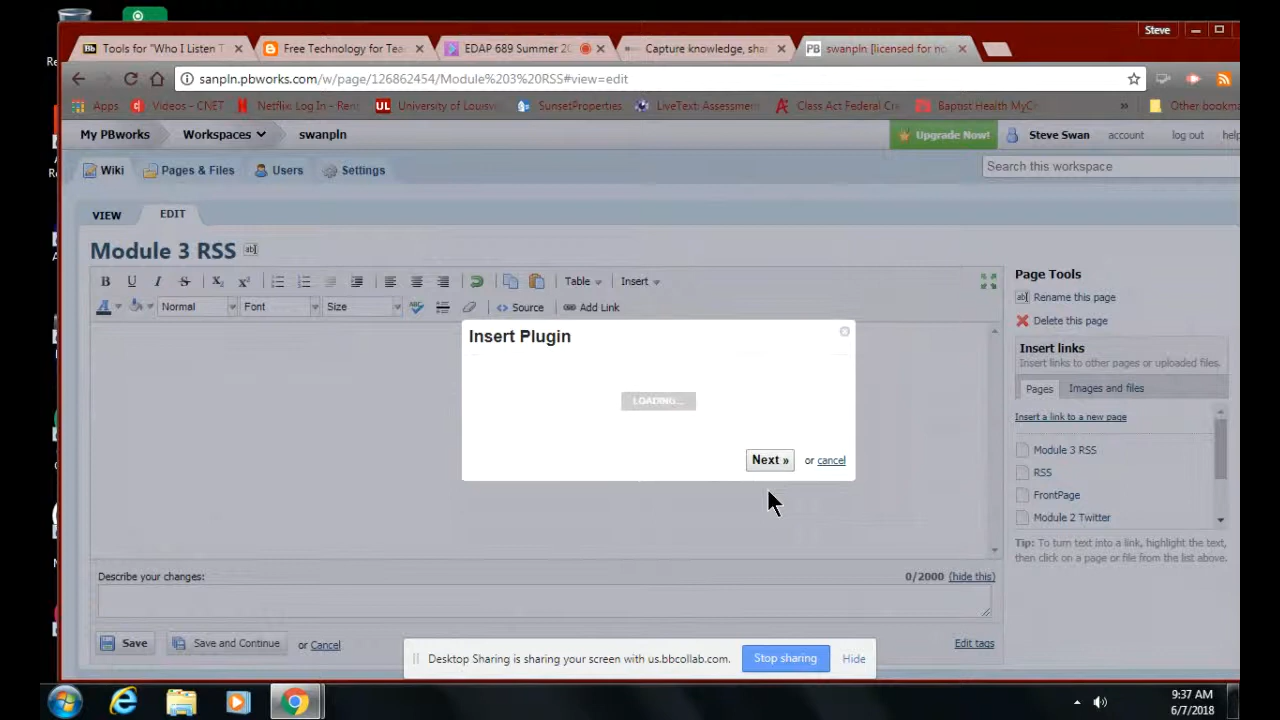 Steve
Bb Tools for "Who I Listen T
Free Technology for Tea
EDAP 689 Summer 20
Capture knowledge, sha
PB swanpln [licensed for no
sanpln.pbworks.com/w/page/126862454/Module%203%20RSS#view=edit
Apps
Videos - CNET
Netflix: Log In - Rent
UL University of Louisv
SunsetProperties
LiveText: Assessmen
Class Act Federal Cr
Baptist Health MyC
»
Other bookma
My PBworks
Workspaces
swanpln
Upgrade Now!
Steve Swan
account
log out
help
Wiki
Pages & Files
Users
Settings
Search this workspace
VIEW
EDIT
Module 3 RSS
B U I S X₂ X²
Table
Insert
A
Normal
Font
Size
Source
Add Link
Insert Plugin
LOADING...
Next »
or cancel
Page Tools
Rename this page
Delete this page
Insert links
Insert links to other pages or uploaded files.
Pages
Images and files
Insert a link to a new page
Module 3 RSS
RSS
FrontPage
Module 2 Twitter
Tip: To turn text into a link, highlight the text,
then click on a page or file from the list above.
Describe your changes:
0/2000 (hide this)
Save
Save and Continue
or Cancel
Edit tags
Desktop Sharing is sharing your screen with us.bbcollab.com.
Stop sharing
Hide
9:37 AM
6/7/2018